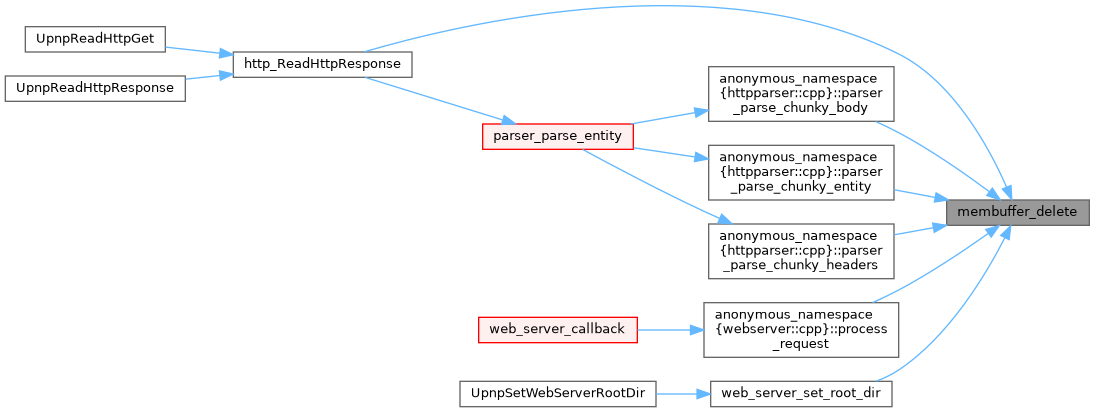 UpnpReadHttpGet
UpnpReadHttpResponse
http_ReadHttpResponse
parser_parse_entity
anonymous_namespace
{httpparser::cpp}::parser
_parse_chunky_body
anonymous_namespace
{httpparser::cpp}::parser
_parse_chunky_entity
anonymous_namespace
{httpparser::cpp}::parser
_parse_chunky_headers
membuffer_delete
web_server_callback
anonymous_namespace
{webserver::cpp}::process
_request
UpnpSetWebServerRootDir
web_server_set_root_dir